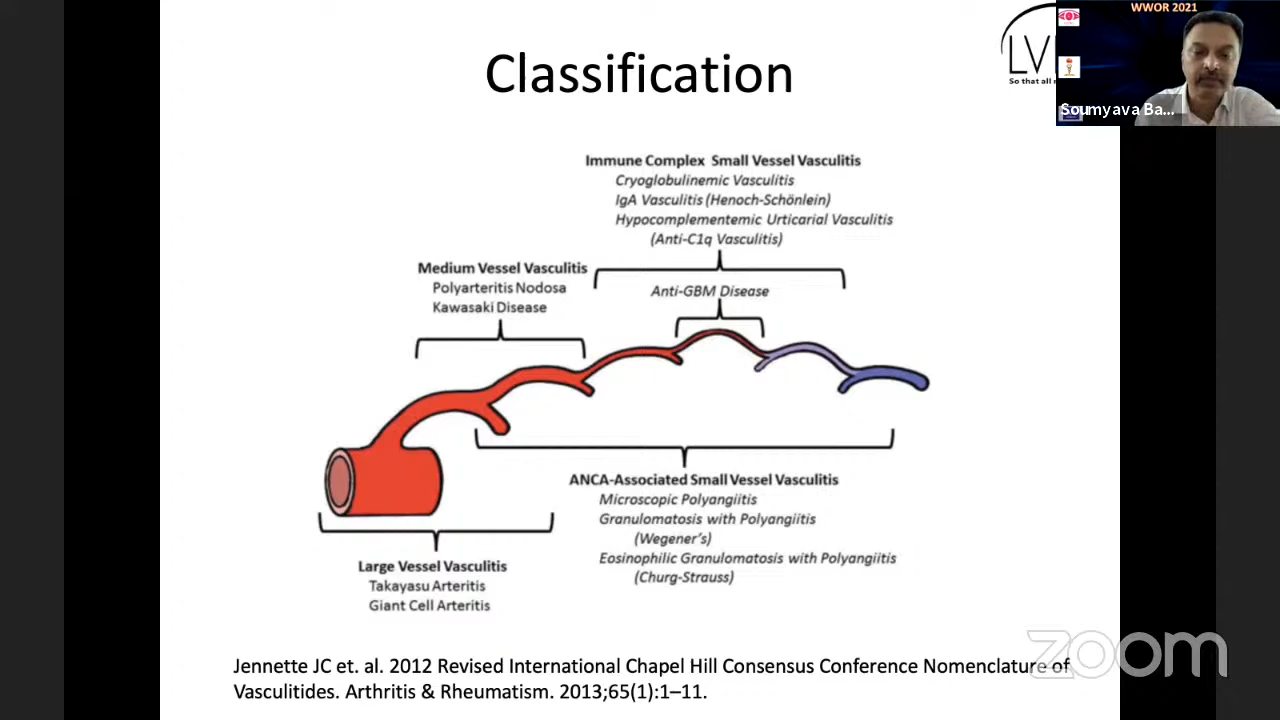 WWOR 2021
Classification
LV
So that all
Soumyava Ba...
Immune Complex Small Vessel Vasculitis
Cryoglobulinemic Vasculitis
IgA Vasculitis (Henoch-Schönlein)
Hypocomplementemic Urticarial Vasculitis
(Anti-C1q Vasculitis)
Medium Vessel Vasculitis
Polyarteritis Nodosa
Kawasaki Disease
Anti-GBM Disease
ANCA-Associated Small Vessel Vasculitis
Microscopic Polyangiitis
Granulomatosis with Polyangiitis
(Wegener's)
Eosinophilic Granulomatosis with Polyangiitis
(Churg-Strauss)
Large Vessel Vasculitis
Takayasu Arteritis
Giant Cell Arteritis
Jennette JC et. al. 2012 Revised International Chapel Hill Consensus Conference Nomenclature of
Vasculitides. Arthritis & Rheumatism. 2013;65(1):1–11.
zoom